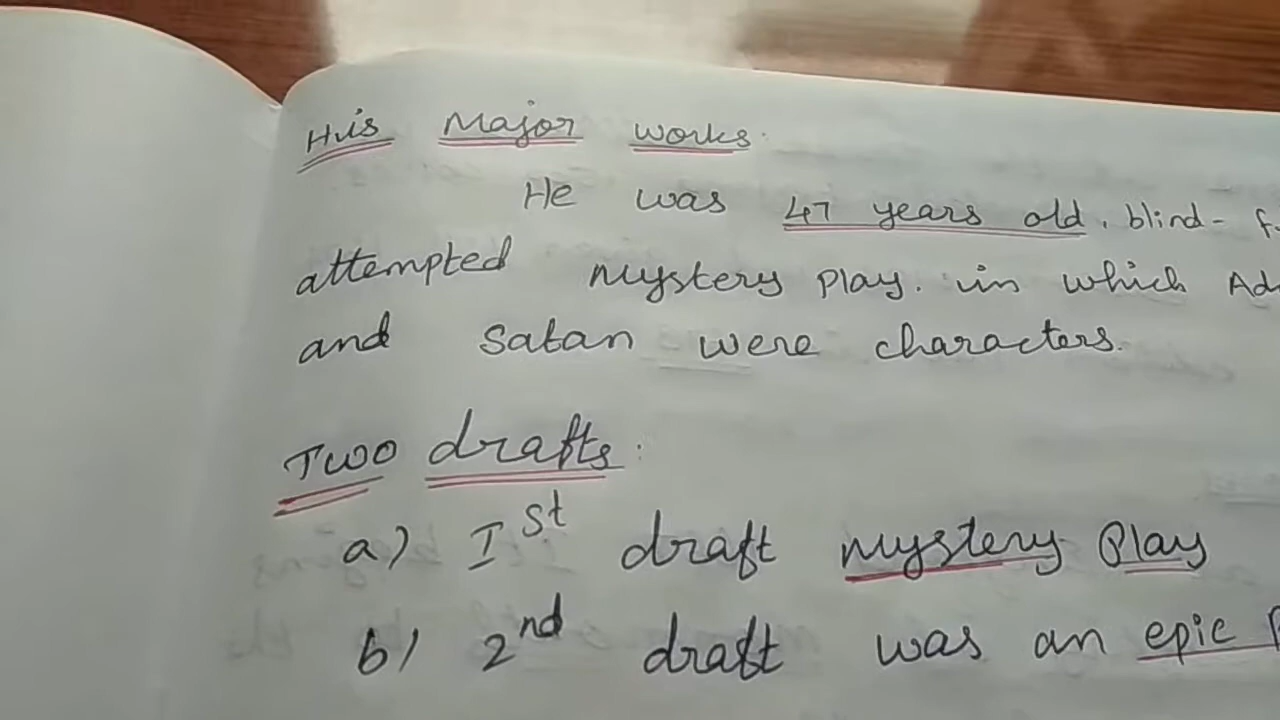 His Major works:
He was 47 years old. blind-
attempted mystery play. in which
and Satan were characters.
Two drafts:
a) Ist draft mystery Play
b) 2nd draft was an epic